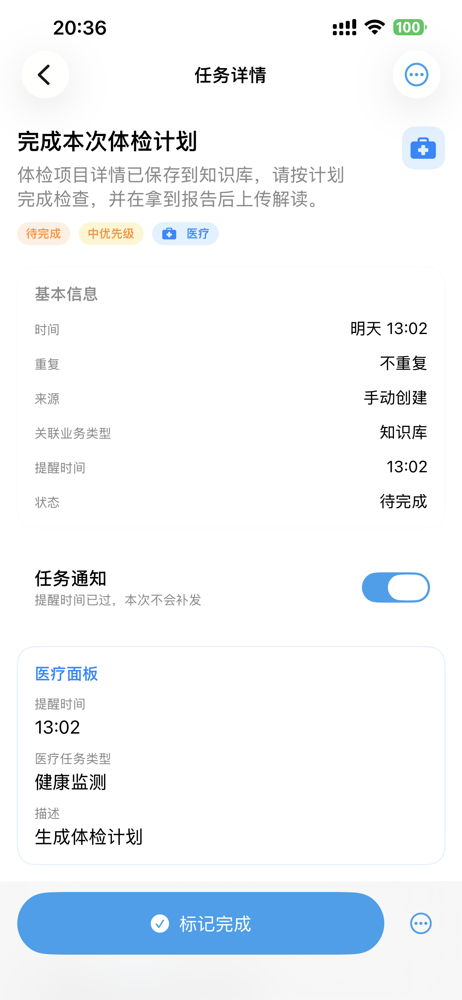 20:36
100
任务详情
完成本次体检计划
体检项目详情已保存到知识库，请按计划
完成检查，并在拿到报告后上传解读。
待完成 中优先级 医疗
基本信息
时间 明天 13:02
重复 不重复
来源 手动创建
关联业务类型 知识库
提醒时间 13:02
状态 待完成
任务通知
提醒时间已过，本次不会补发
医疗面板
提醒时间
13:02
医疗任务类型
健康监测
描述
生成体检计划
标记完成